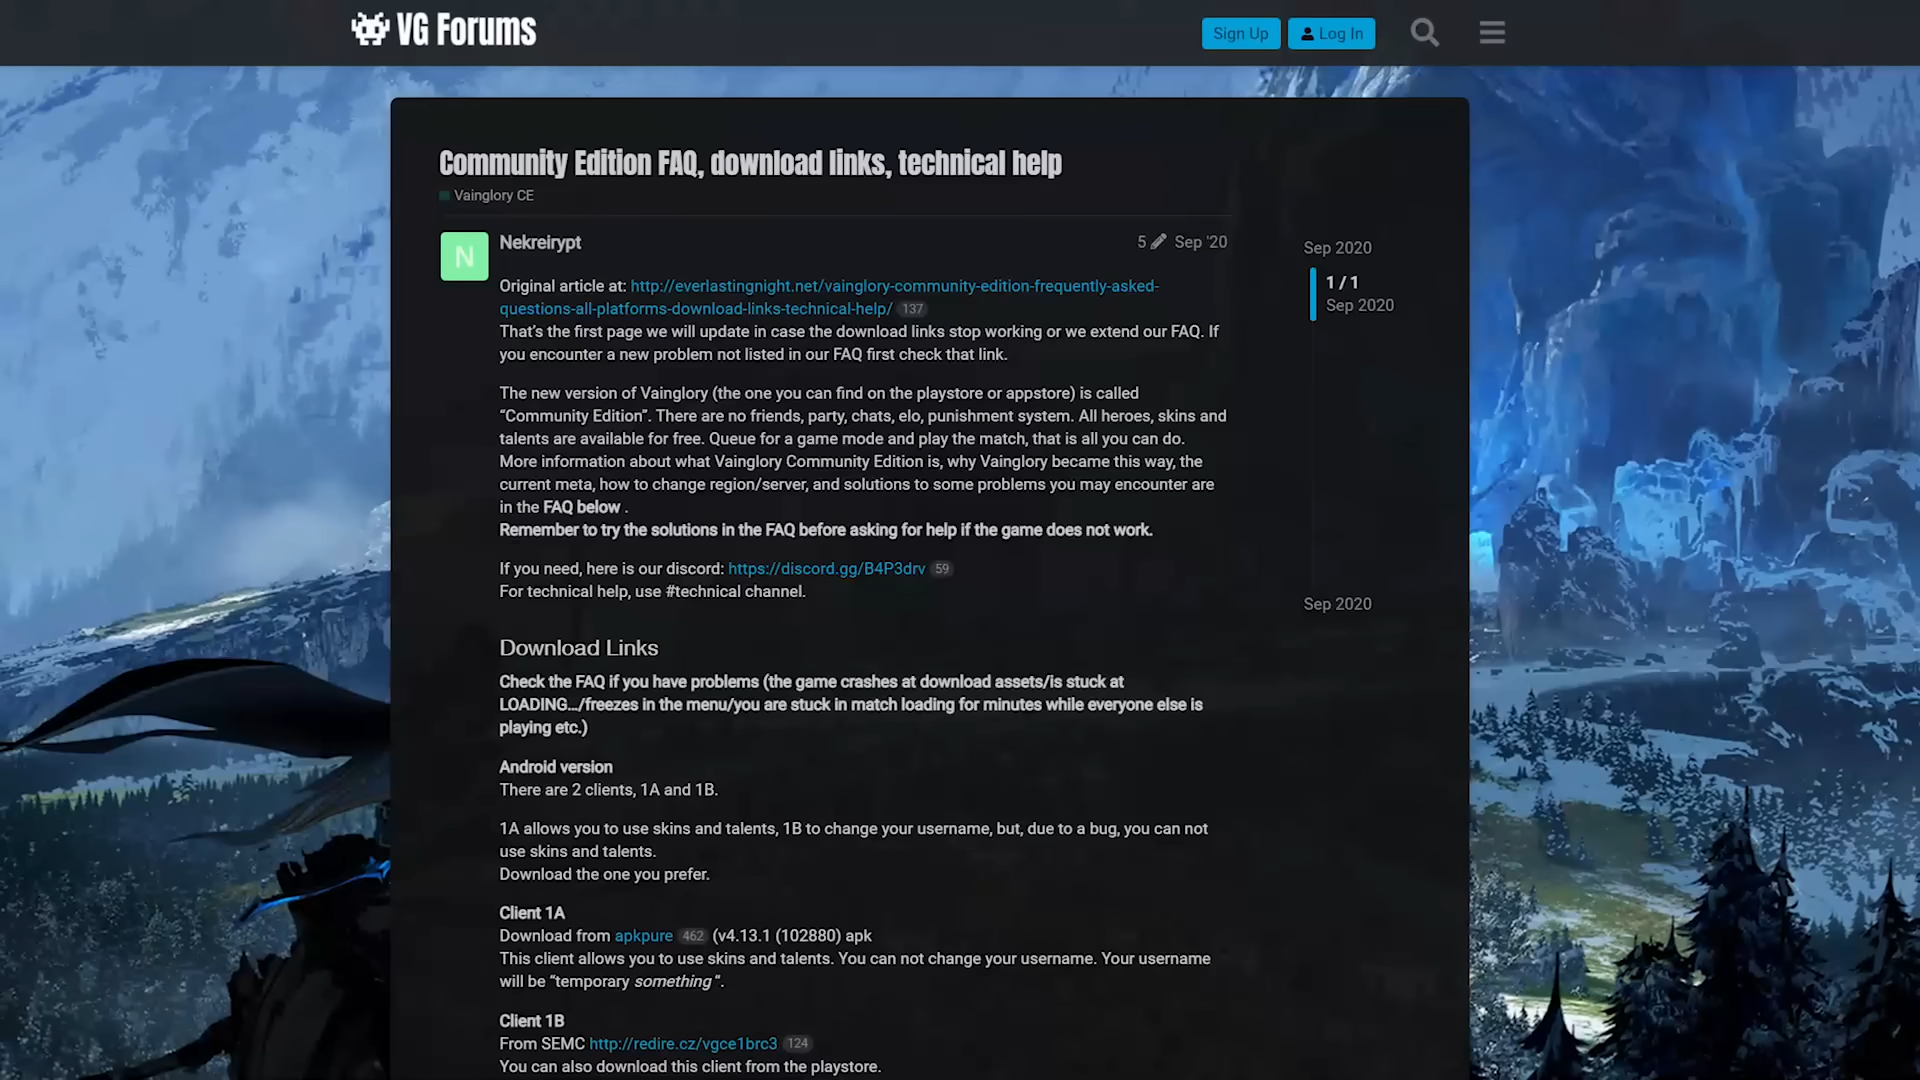 VG Forums
Sign Up
Log In
Community Edition FAQ, download links, technical help
Vainglory CE
N
Nekreirypt
5
Sep '20
Original article at: http://everlastingnight.net/vainglory-community-edition-frequently-asked-
questions-all-platforms-download-links-technical-help/ 137
That's the first page we will update in case the download links stop working or we extend our FAQ. If
you encounter a new problem not listed in our FAQ first check that link.
The new version of Vainglory (the one you can find on the playstore or appstore) is called
“Community Edition”. There are no friends, party, chats, elo, punishment system. All heroes, skins and
talents are available for free. Queue for a game mode and play the match, that is all you can do.
More information about what Vainglory Community Edition is, why Vainglory became this way, the
current meta, how to change region/server, and solutions to some problems you may encounter are
in the FAQ below .
Remember to try the solutions in the FAQ before asking for help if the game does not work.
If you need, here is our discord: https://discord.gg/B4P3drv 59
For technical help, use #technical channel.
Download Links
Check the FAQ if you have problems (the game crashes at download assets/is stuck at
LOADING…/freezes in the menu/you are stuck in match loading for minutes while everyone else is
playing etc.)
Android version
There are 2 clients, 1A and 1B.
1A allows you to use skins and talents, 1B to change your username, but, due to a bug, you can not
use skins and talents.
Download the one you prefer.
Client 1A
Download from apkpure 462 (v4.13.1 (102880) apk
This client allows you to use skins and talents. You can not change your username. Your username
will be “temporary something “.
Client 1B
From SEMC http://redire.cz/vgce1brc3 124
You can also download this client from the playstore.
Sep 2020
1 / 1
Sep 2020
Sep 2020